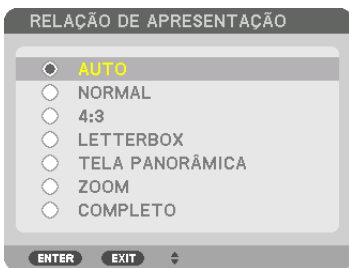 RELAÇÃO DE APRESENTAÇÃO
AUTO
NORMAL
4:3
LETTERBOX
TELA PANORÂMICA
ZOOM
COMPLETO
ENTER EXIT